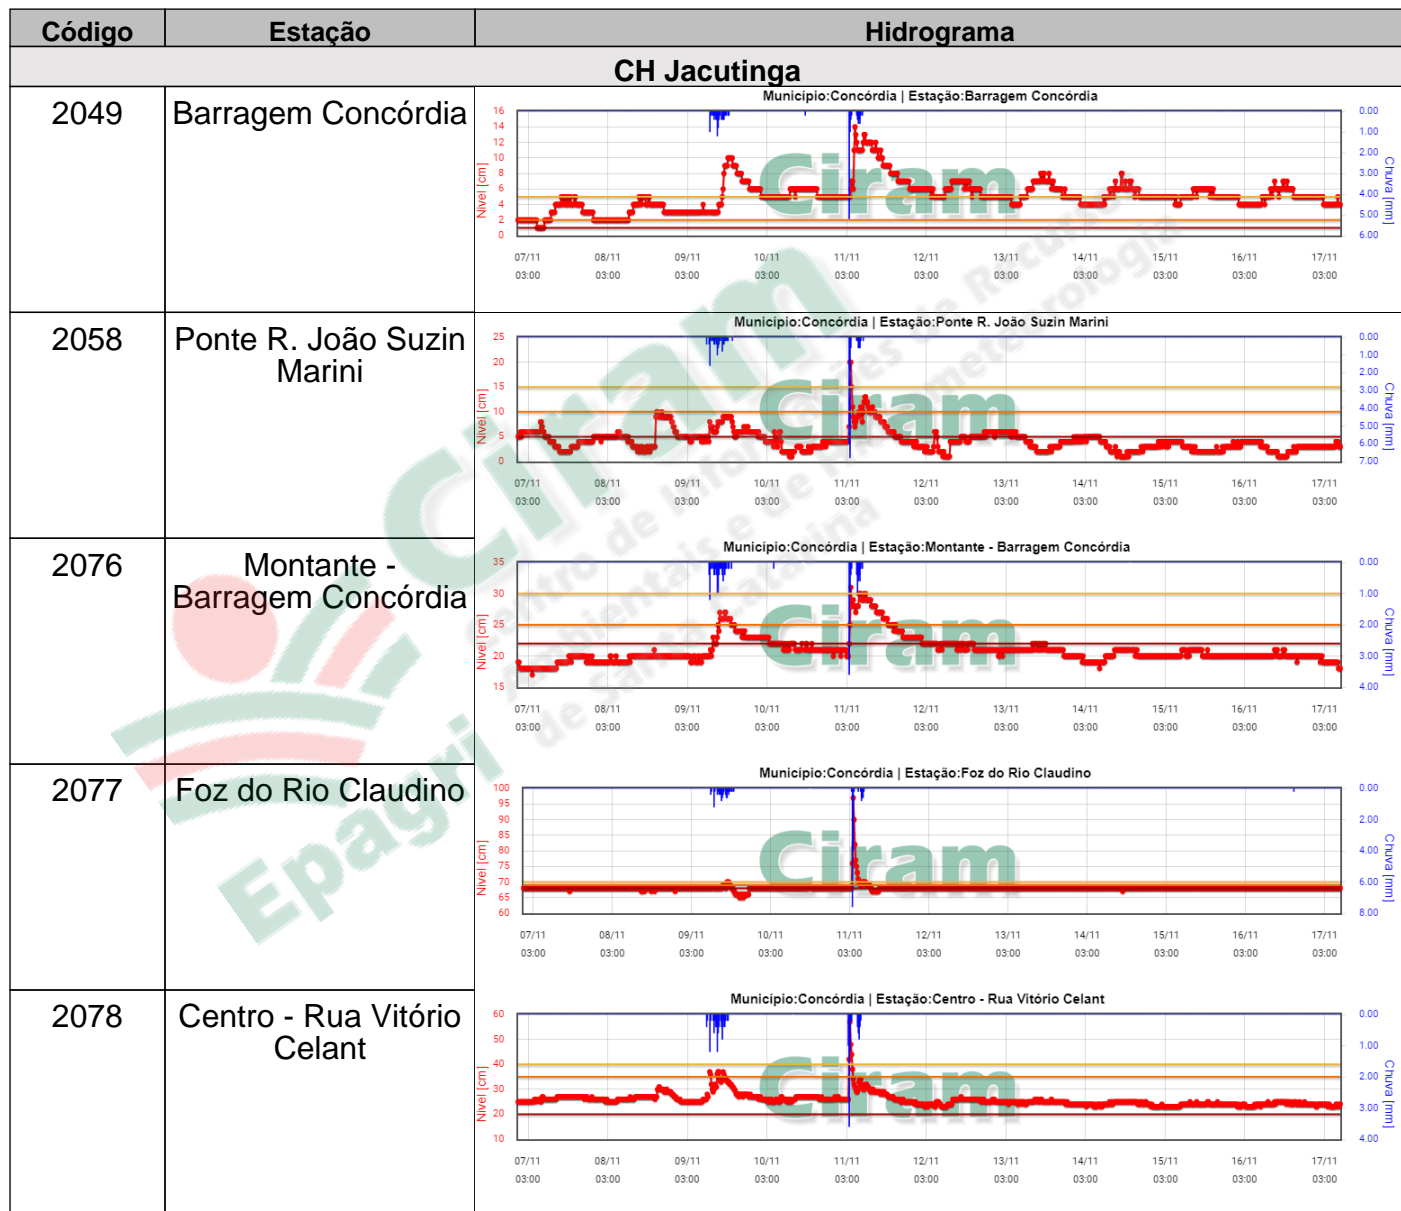 Código Estação Hidrograma
CH Jacutinga
2049 Barragem Concórdia
Município:Concórdia | Estação:Barragem Concórdia
16 14 12 10 8 6 4 2 0
Nível [cm]
0.00 1.00 2.00 3.00 4.00 5.00 6.00
Chuva [mm]
07/11 08/11 09/11 10/11 11/11 12/11 13/11 14/11 15/11 16/11 17/11
03:00 03:00 03:00 03:00 03:00 03:00 03:00 03:00 03:00 03:00 03:00
2058 Ponte R. João Suzin
Marini
Município:Concórdia | Estação:Ponte R. João Suzin Marini
25 20 15 10 5 0
Nível [cm]
0.00 1.00 2.00 3.00 4.00 5.00 6.00 7.00
Chuva [mm]
07/11 08/11 09/11 10/11 11/11 12/11 13/11 14/11 15/11 16/11 17/11
03:00 03:00 03:00 03:00 03:00 03:00 03:00 03:00 03:00 03:00 03:00
2076 Montante -
Barragem Concórdia
Município:Concórdia | Estação:Montante - Barragem Concórdia
35 30 25 20 15
Nível [cm]
0.00 1.00 2.00 3.00 4.00
Chuva [mm]
07/11 08/11 09/11 10/11 11/11 12/11 13/11 14/11 15/11 16/11 17/11
03:00 03:00 03:00 03:00 03:00 03:00 03:00 03:00 03:00 03:00 03:00
2077 Foz do Rio Claudino
Município:Concórdia | Estação:Foz do Rio Claudino
100 95 90 85 80 75 70 65 60
Nível [cm]
0.00 2.00 4.00 6.00 8.00
Chuva [mm]
07/11 08/11 09/11 10/11 11/11 12/11 13/11 14/11 15/11 16/11 17/11
03:00 03:00 03:00 03:00 03:00 03:00 03:00 03:00 03:00 03:00 03:00
2078 Centro - Rua Vitório
Celant
Município:Concórdia | Estação:Centro - Rua Vitório Celant
60 50 40 30 20 10
Nível [cm]
0.00 1.00 2.00 3.00 4.00
Chuva [mm]
07/11 08/11 09/11 10/11 11/11 12/11 13/11 14/11 15/11 16/11 17/11
03:00 03:00 03:00 03:00 03:00 03:00 03:00 03:00 03:00 03:00 03:00
Ciram
Ciram
Ciram
Ciram
Ciram
Epagri
Ciram
Centro de Informações de Recursos
Ambientais e de Hidrometeorologia
de Santa Catarina